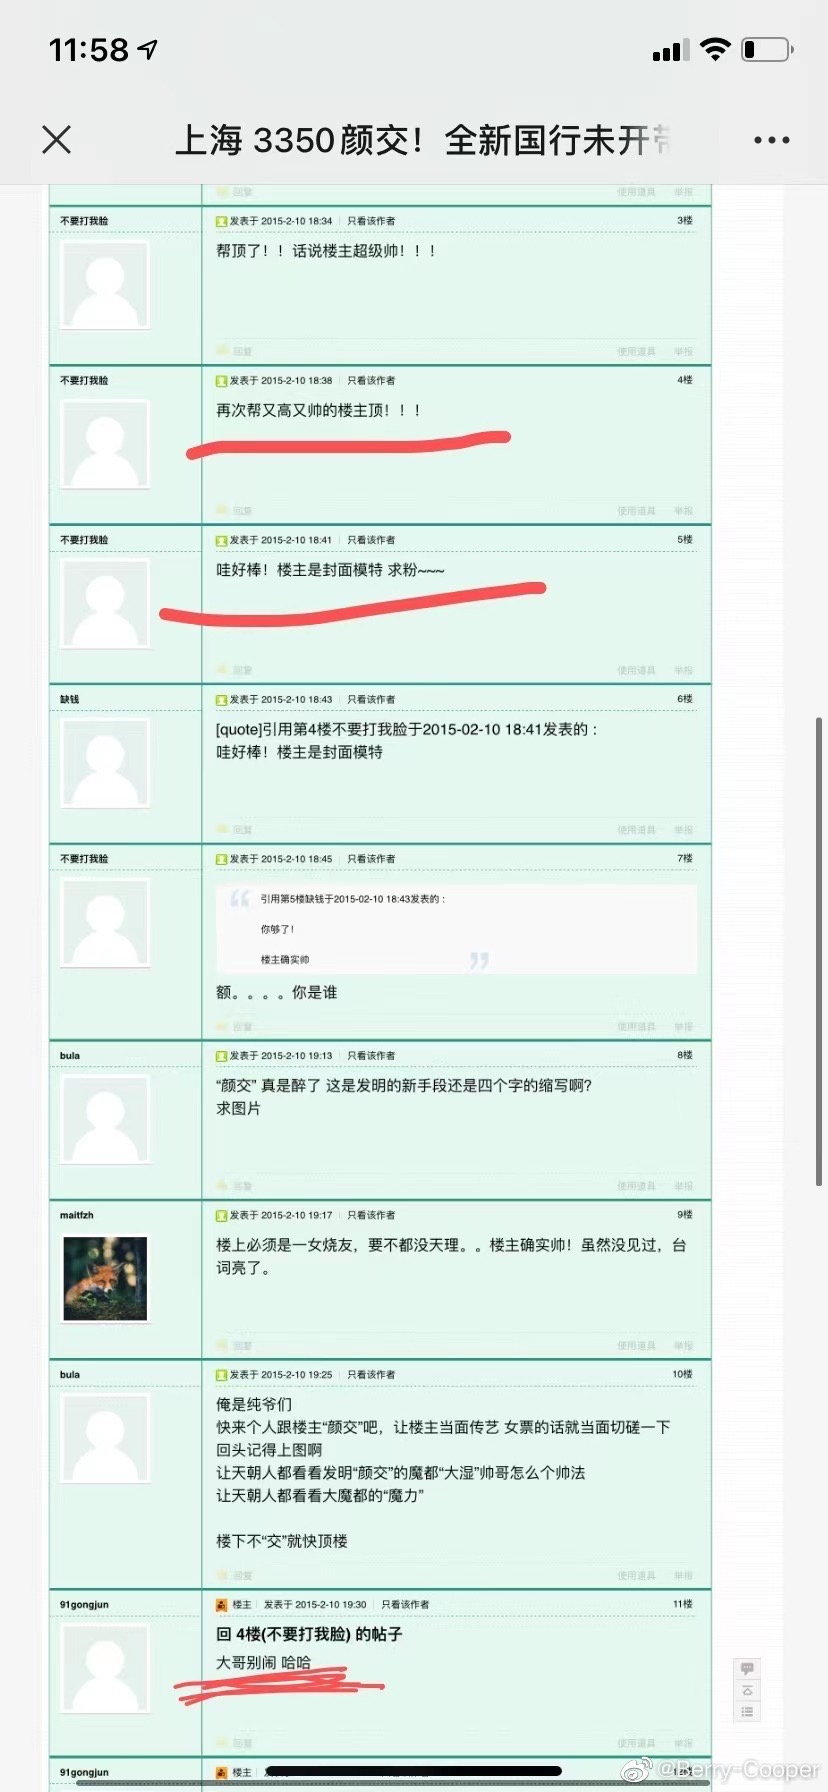 11:58
上海 3350颜交！全新国行未开
回复 使用道具 举报
不要打我脸 发表于 2015-2-10 18:34 只看该作者 3楼
帮顶了！！话说楼主超级帅！！！
回复 使用道具 举报
不要打我脸 发表于 2015-2-10 18:38 只看该作者 4楼
再次帮又高又帅的楼主顶！！！
回复 使用道具 举报
不要打我脸 发表于 2015-2-10 18:41 只看该作者 5楼
哇好棒！楼主是封面模特 求粉~~~
回复 使用道具 举报
缺钱 发表于 2015-2-10 18:43 只看该作者 6楼
[quote]引用第4楼不要打我脸于2015-02-10 18:41发表的 :
哇好棒！楼主是封面模特
回复 使用道具 举报
不要打我脸 发表于 2015-2-10 18:45 只看该作者 7楼
引用第5楼缺钱于2015-02-10 18:43发表的 :
你够了!
楼主确实帅
额。。。。你是谁
回复 使用道具 举报
bula 发表于 2015-2-10 19:13 只看该作者 8楼
“颜交” 真是醉了 这是发明的新手段还是四个字的缩写啊?
求图片
回复 使用道具 举报
maitfzh 发表于 2015-2-10 19:17 只看该作者 9楼
楼上必须是一女烧友，要不都没天理。。楼主确实帅！虽然没见过，台
词亮了。
回复 使用道具 举报
bula 发表于 2015-2-10 19:25 只看该作者 10楼
俺是纯爷们
快来个人跟楼主“颜交”吧，让楼主当面传艺 女票的话就当面切磋一下
回头记得上图啊
让天朝人都看看发明“颜交”的魔都“大湿”帅哥怎么个帅法
让天朝人都看看大魔都的“魔力”
楼下不“交”就快顶楼
回复 使用道具 举报
91gongjun 楼主 发表于 2015-2-10 19:30 只看该作者 11楼
回 4楼(不要打我脸) 的帖子
大哥别闹 哈哈
回复 使用道具 举报
91gongjun 楼主
@Berry-Cooper